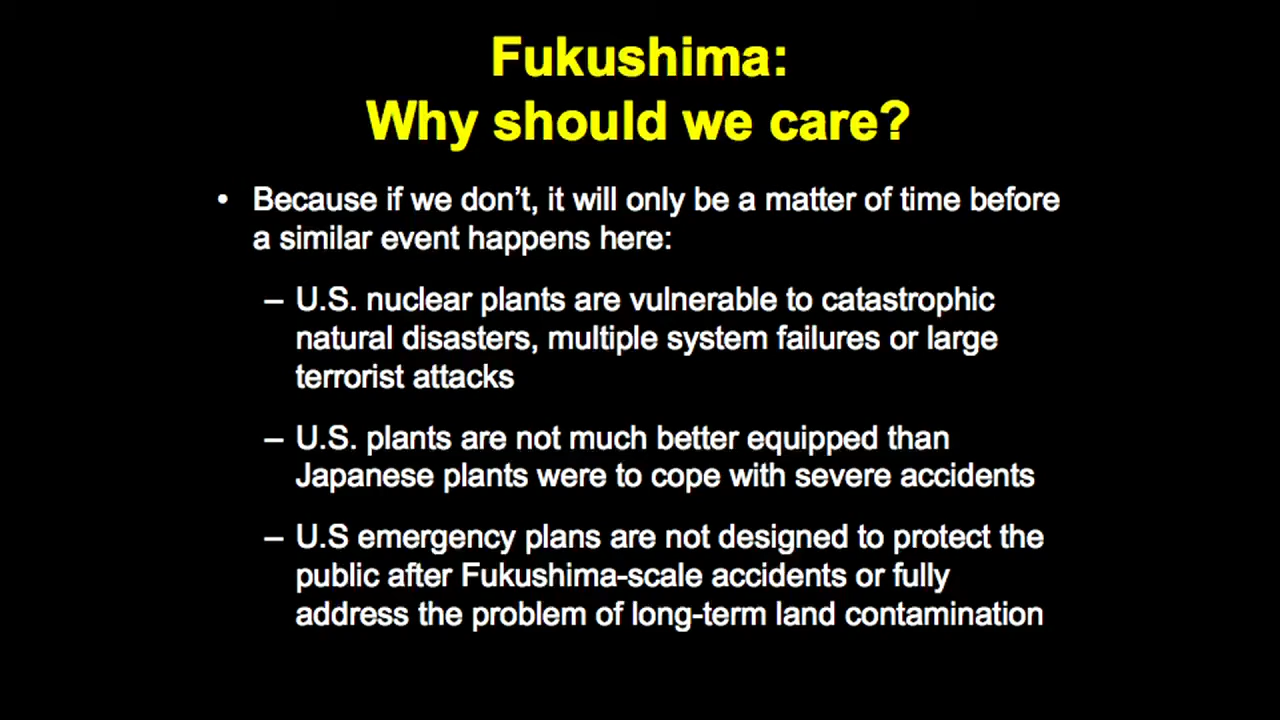 Fukushima:
Why should we care?
• Because if we don't, it will only be a matter of time before
a similar event happens here:
– U.S. nuclear plants are vulnerable to catastrophic
natural disasters, multiple system failures or large
terrorist attacks
– U.S. plants are not much better equipped than
Japanese plants were to cope with severe accidents
– U.S emergency plans are not designed to protect the
public after Fukushima-scale accidents or fully
address the problem of long-term land contamination